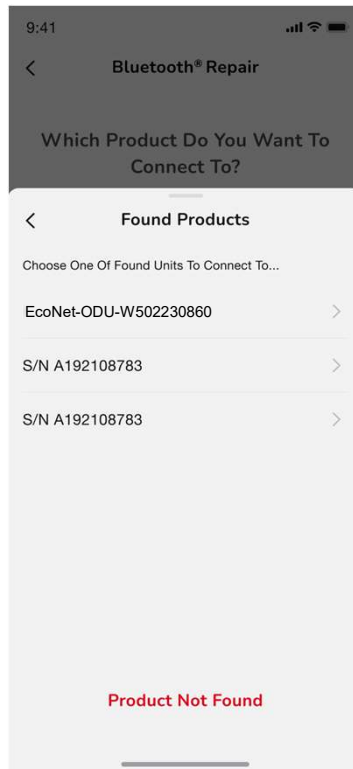 9:41
Bluetooth® Repair
Which Product Do You Want To
Connect To?
Found Products
Choose One Of Found Units To Connect To...
EcoNet-ODU-W502230860
S/N A192108783
S/N A192108783
Product Not Found